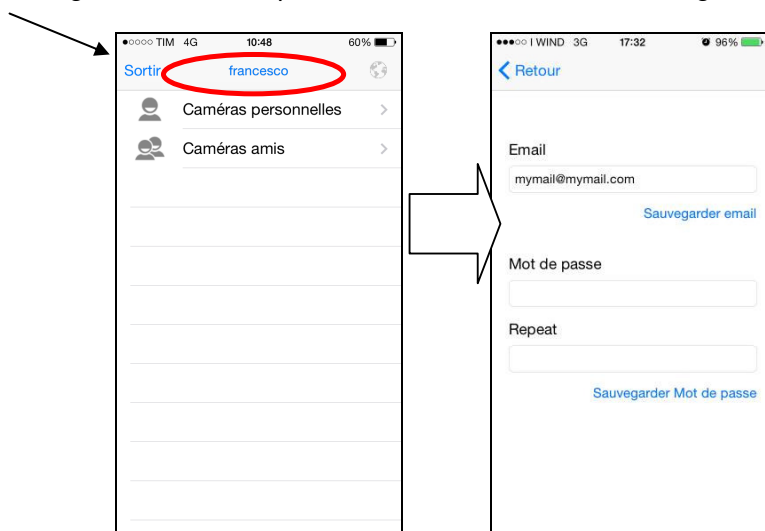 ●○○○○ TIM 4G 10:48 60%
Sortir francesco
Caméras personnelles
Caméras amis
●●●○○ I WIND 3G 17:32 96%
Retour
Email
mymail@mymail.com
Sauvegarder email
Mot de passe
Repeat
Sauvegarder Mot de passe